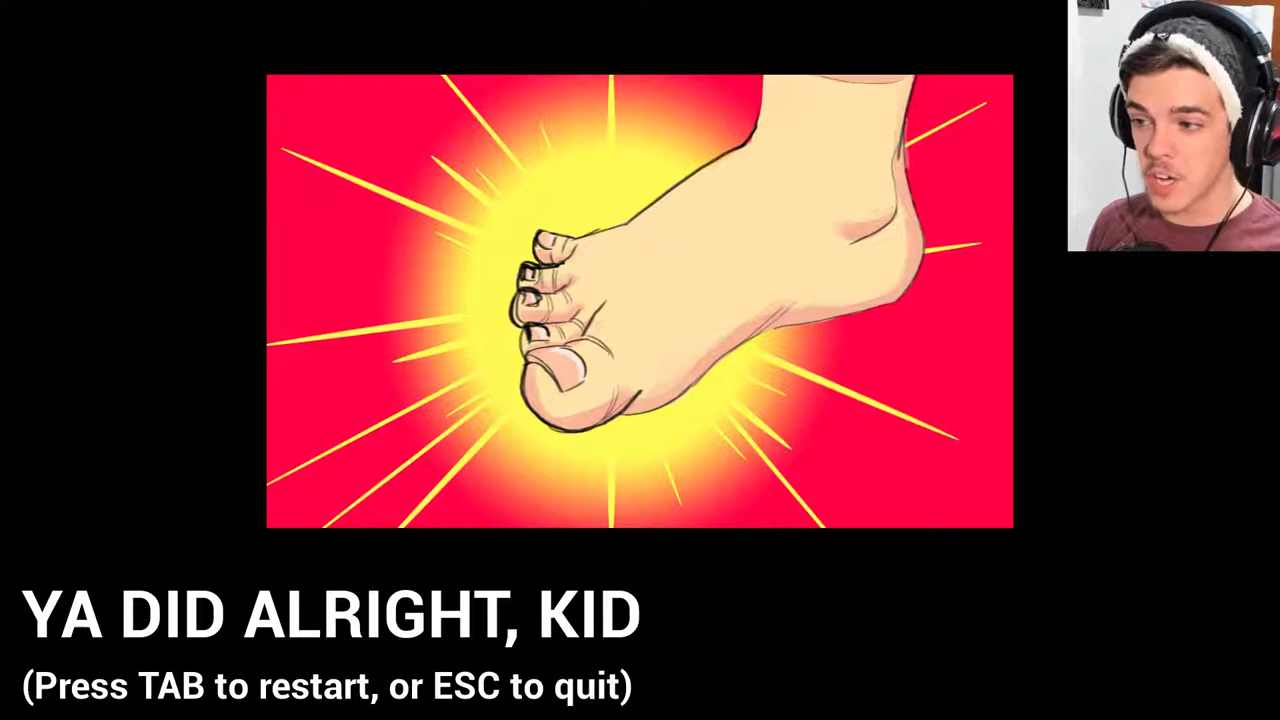 YA DID ALRIGHT, KID
(Press TAB to restart, or ESC to quit)